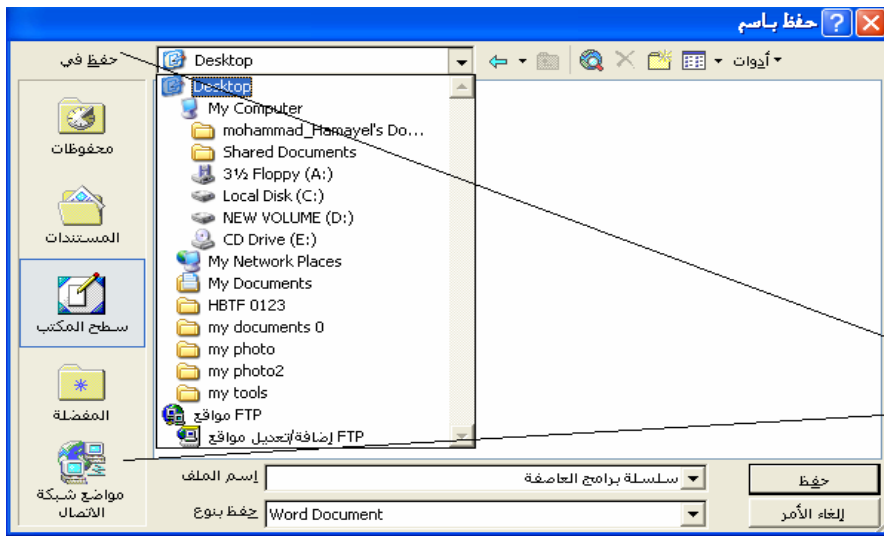 حفظ باسم
حفظ في
Desktop
أدوات
Desktop
My Computer
mohammad_Hamayel's Do...
Shared Documents
3½ Floppy (A:)
Local Disk (C:)
NEW VOLUME (D:)
CD Drive (E:)
My Network Places
My Documents
HBTF 0123
my documents 0
my photo
my photo2
my tools
مواقع FTP
إضافة/تعديل مواقع FTP
محفوظات
المستندات
سطح المكتب
المفضلة
مواضع شبكة
الاتصال
إسم الملف
سلسلة برامج العاصفة
حفظ
حفظ بنوع
Word Document
إلغاء الأمر